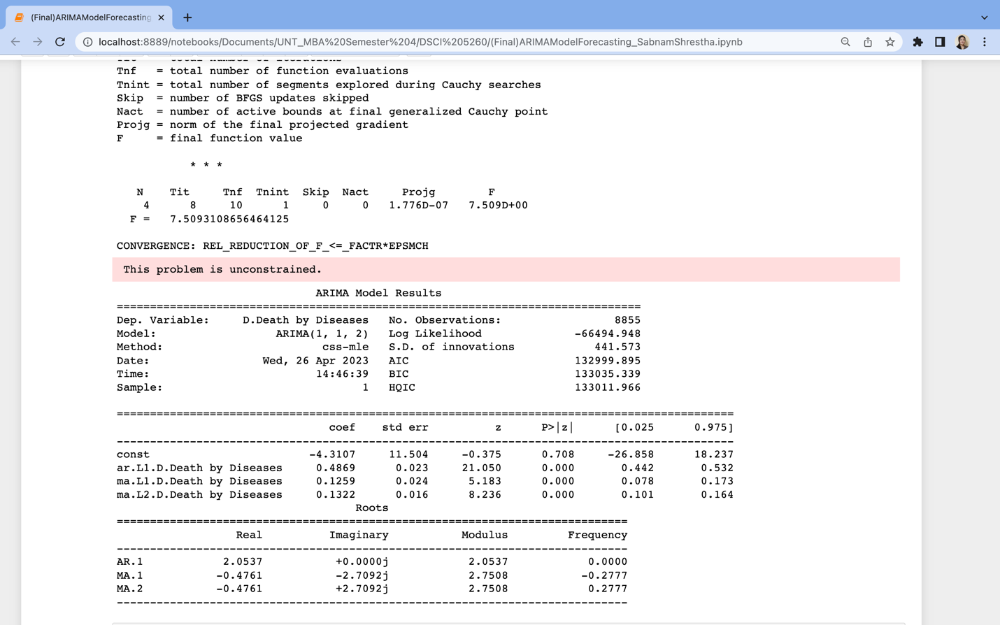 (Final)ARIMAModelForecasting
localhost:8889/notebooks/Documents/UNT_MBA%20Semester%204/DSCI%205260/(Final)ARIMAModelForecasting_SabnamShrestha.ipynb
Tnf   = total number of function evaluations
Tnint = total number of segments explored during Cauchy searches
Skip  = number of BFGS updates skipped
Nact  = number of active bounds at final generalized Cauchy point
Projg = norm of the final projected gradient
F     = final function value
* * *
N    Tit     Tnf  Tnint  Skip  Nact     Projg        F
4      8     10      1     0     0   1.776D-07   7.509D+00
F =   7.5093108656464125
CONVERGENCE: REL_REDUCTION_OF_F_<=_FACTR*EPSMCH
This problem is unconstrained.
ARIMA Model Results
===============================================================================
Dep. Variable:     D.Death by Diseases   No. Observations:                 8855
Model:                  ARIMA(1, 1, 2)   Log Likelihood              -66494.948
Method:                        css-mle   S.D. of innovations            441.573
Date:                 Wed, 26 Apr 2023   AIC                         132999.895
Time:                         14:46:39   BIC                         133035.339
Sample:                              1   HQIC                        133011.966
=============================================================================================
coef    std err          z      P>|z|      [0.025      0.975]
---------------------------------------------------------------------------------------------
const                        -4.3107     11.504     -0.375      0.708     -26.858      18.237
ar.L1.D.Death by Diseases     0.4869      0.023     21.050      0.000       0.442       0.532
ma.L1.D.Death by Diseases     0.1259      0.024      5.183      0.000       0.078       0.173
ma.L2.D.Death by Diseases     0.1322      0.016      8.236      0.000       0.101       0.164
Roots
=============================================================================
Real          Imaginary           Modulus         Frequency
-----------------------------------------------------------------------------
AR.1            2.0537           +0.0000j            2.0537            0.0000
MA.1           -0.4761           -2.7092j            2.7508           -0.2777
MA.2           -0.4761           +2.7092j            2.7508            0.2777
-----------------------------------------------------------------------------